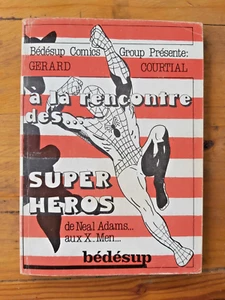 Bédésup Comics Group Présente:
GERARD COURTIAL
à la rencontre
des...
SUPER
HEROS
de Neal Adams...
aux X. Men...
bédésup